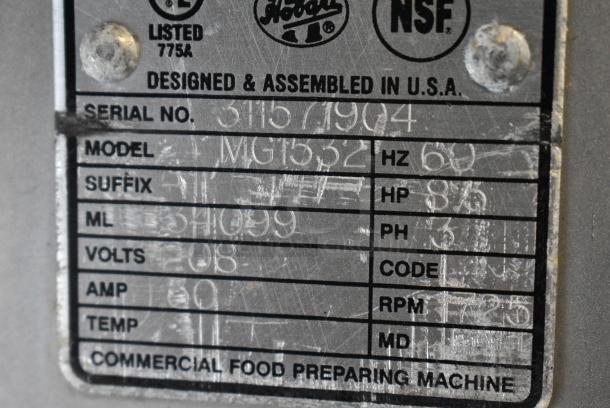 LISTED
775A
Hobart
®
NSF®
DESIGNED & ASSEMBLED IN U.S.A.
SERIAL NO. 311571904
MODEL MG1532 HZ 60
SUFFIX HP
ML PH 3
VOLTS 208 CODE
AMP RPM
TEMP MD
COMMERCIAL FOOD PREPARING MACHINE